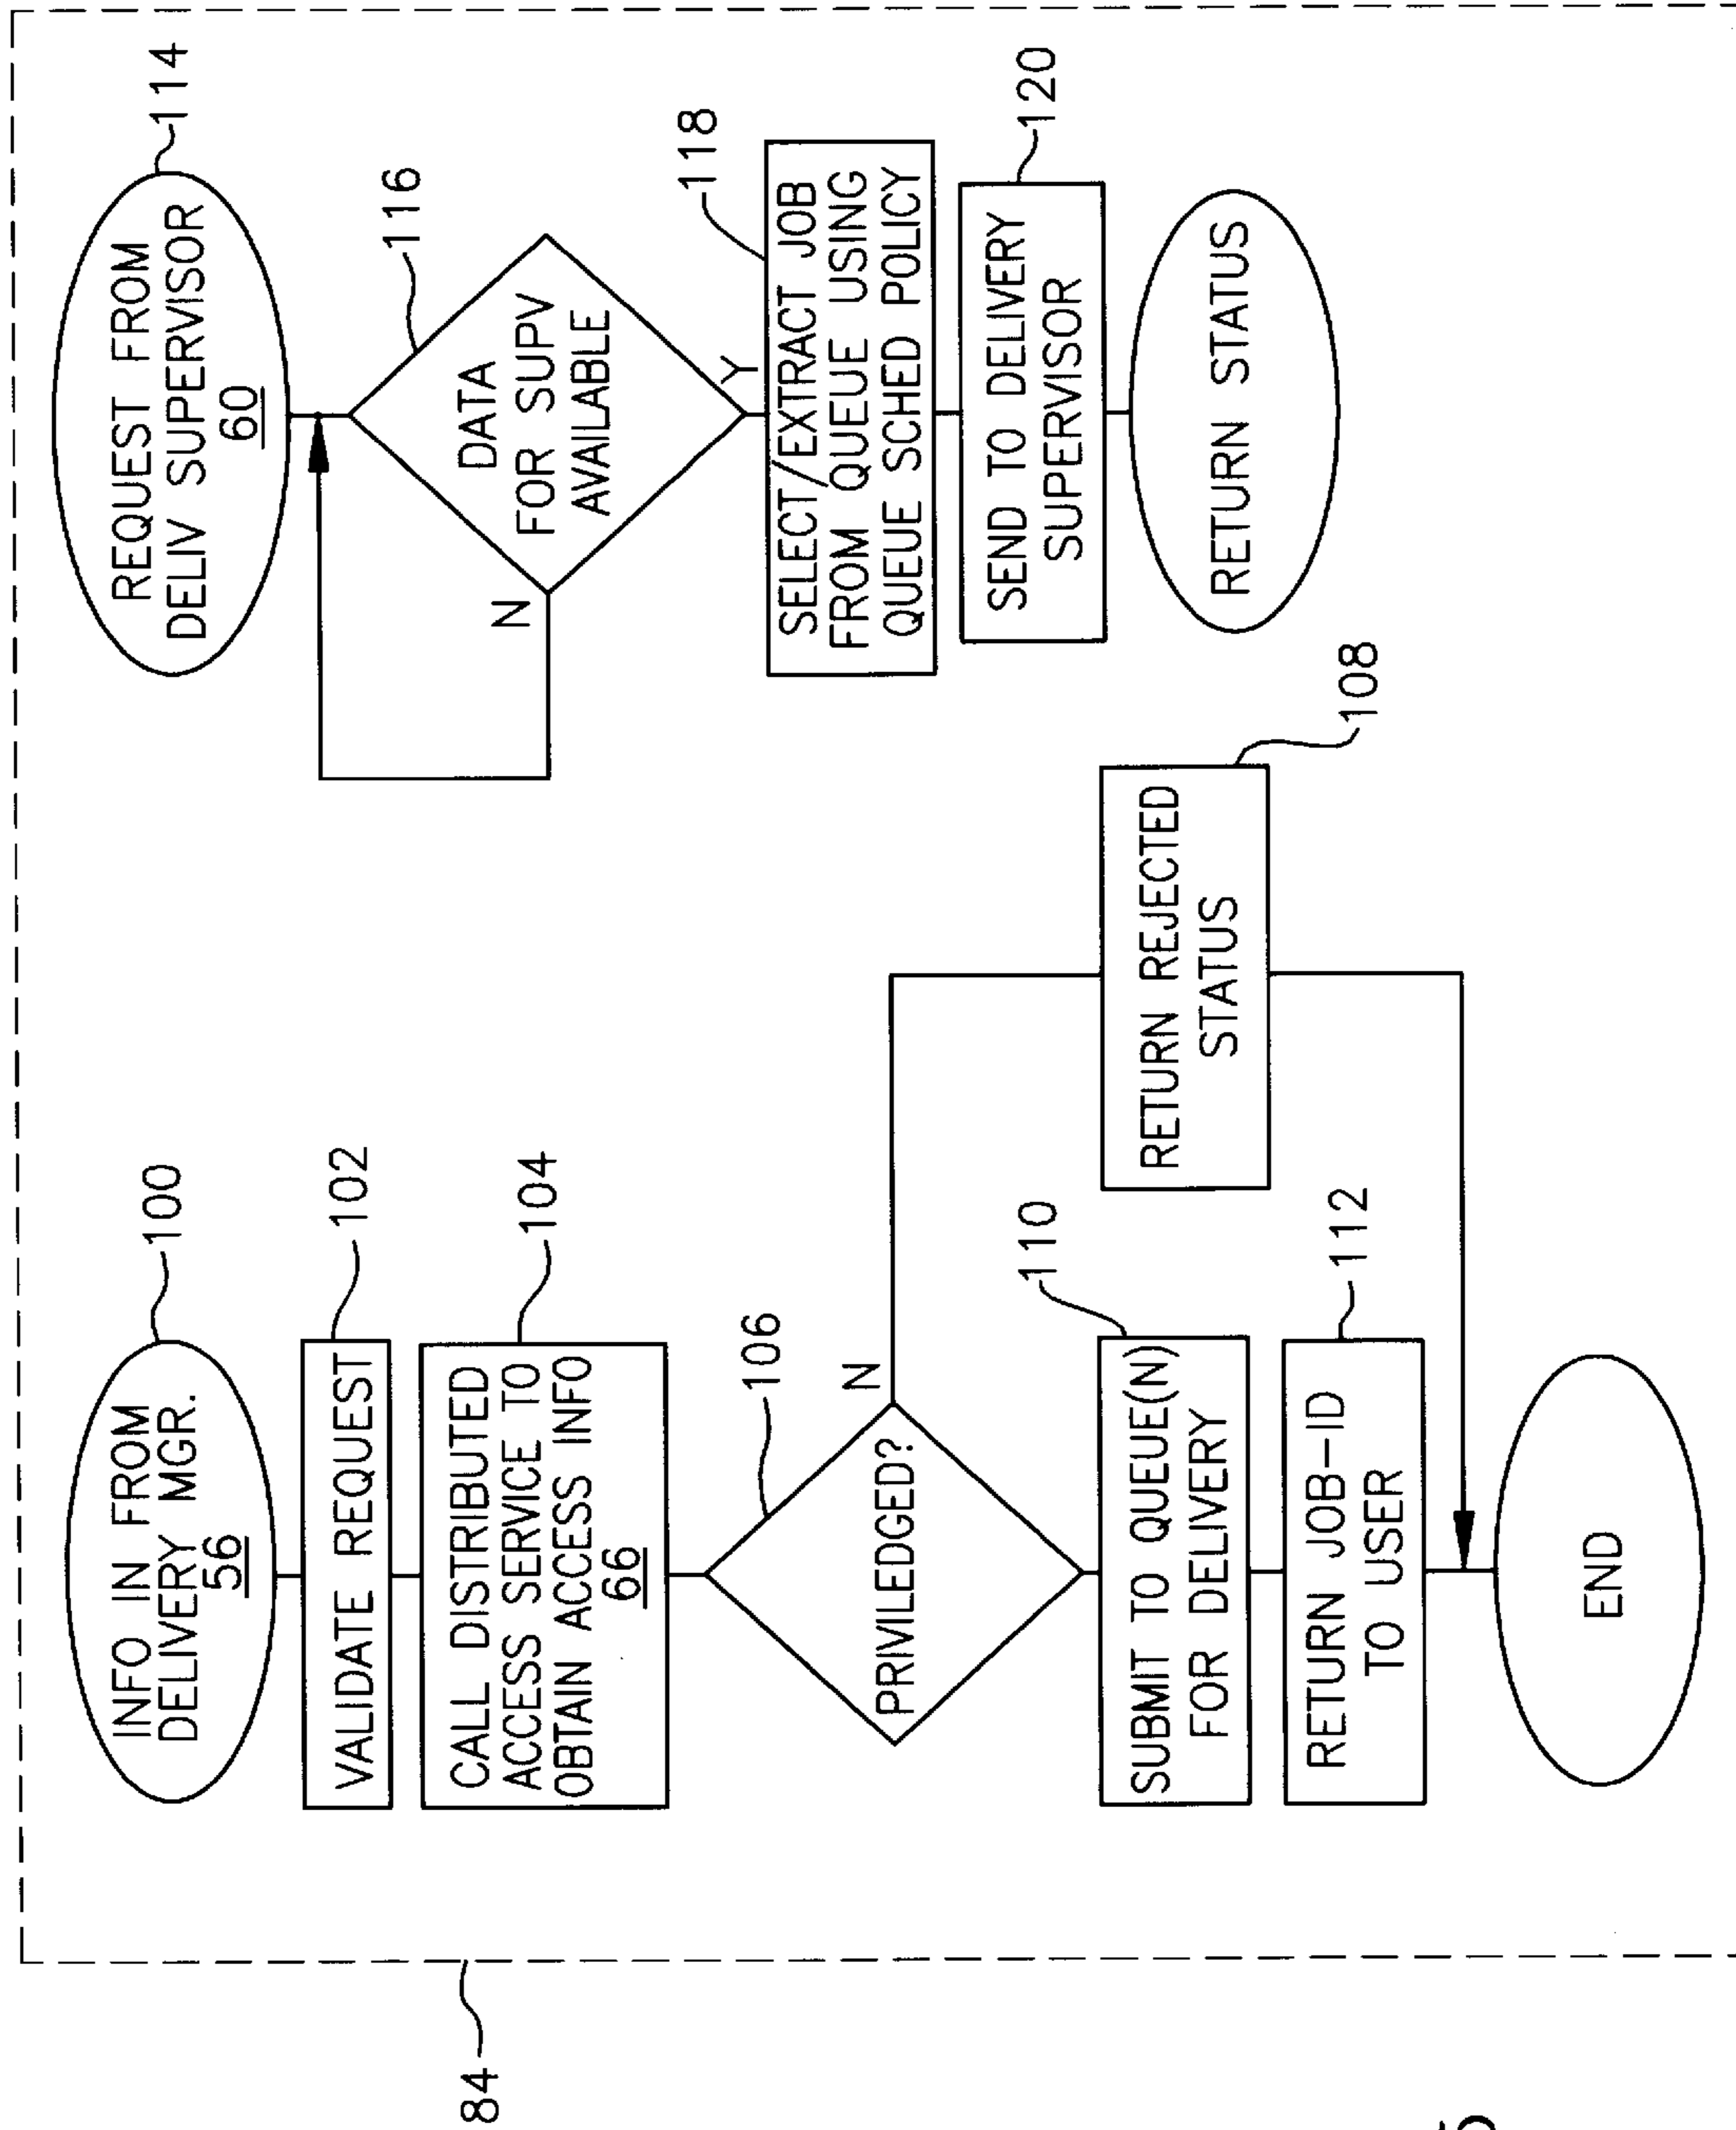 INFO IN FROM
DELIVERY MGR.
56
100
VALIDATE REQUEST
102
CALL DISTRIBUTED
ACCESS SERVICE TO
OBTAIN ACCESS INFO
66
104
PRIVILEDGED?
106
N
SUBMIT TO QUEUE(N)
FOR DELIVERY
110
RETURN JOB-ID
TO USER
112
RETURN REJECTED
STATUS
108
END
REQUEST FROM
DELIV SUPERVISOR
60
114
DATA
FOR SUPV
AVAILABLE
116
N
Y
SELECT/EXTRACT JOB
FROM QUEUE USING
QUEUE SCHED POLICY
118
SEND TO DELIVERY
SUPERVISOR
120
RETURN STATUS
84